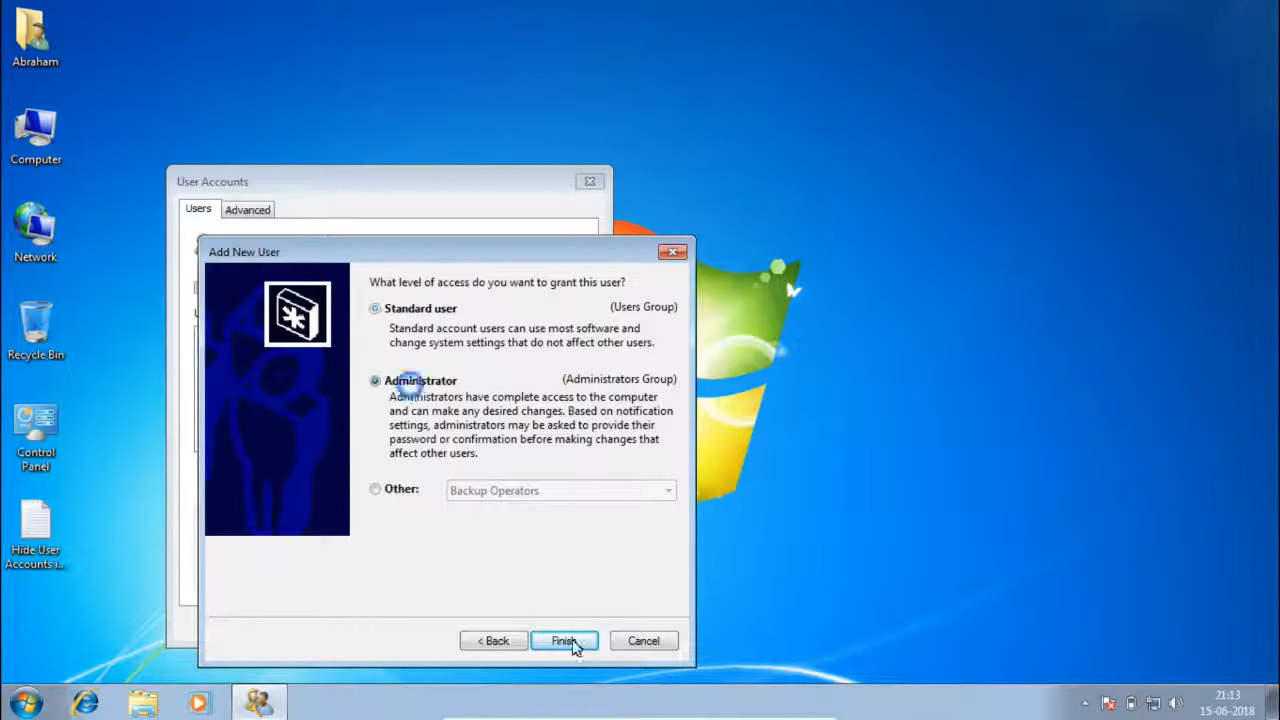 Abraham
Computer
Network
Recycle Bin
Control
Panel
Hide User
Accounts i...
User Accounts
Users
Advanced
Add New User
What level of access do you want to grant this user?
Standard user
(Users Group)
Standard account users can use most software and
change system settings that do not affect other users.
Administrator
(Administrators Group)
Administrators have complete access to the computer
and can make any desired changes. Based on notification
settings, administrators may be asked to provide their
password or confirmation before making changes that
affect other users.
Other:
Backup Operators
< Back
Finish
Cancel
21:13
15-06-2018